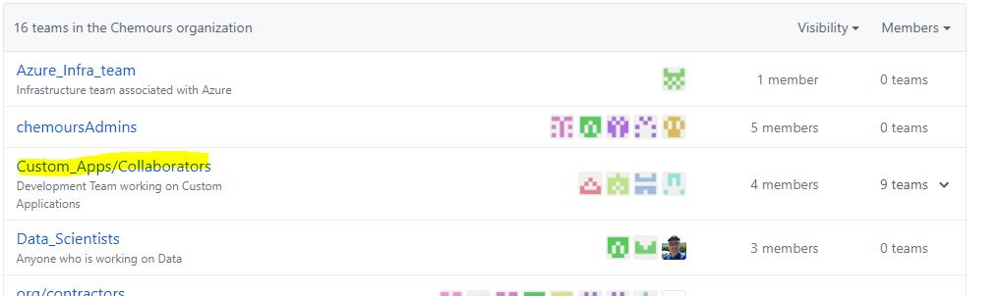 16 teams in the Chemours organization Visibility Members
Azure_Infra_team
Infrastructure team associated with Azure
1 member 0 teams
chemoursAdmins 5 members 0 teams
Custom_Apps/Collaborators
Development Team working on Custom
Applications
4 members 9 teams
Data_Scientists
Anyone who is working on Data
3 members 0 teams
org/contractors